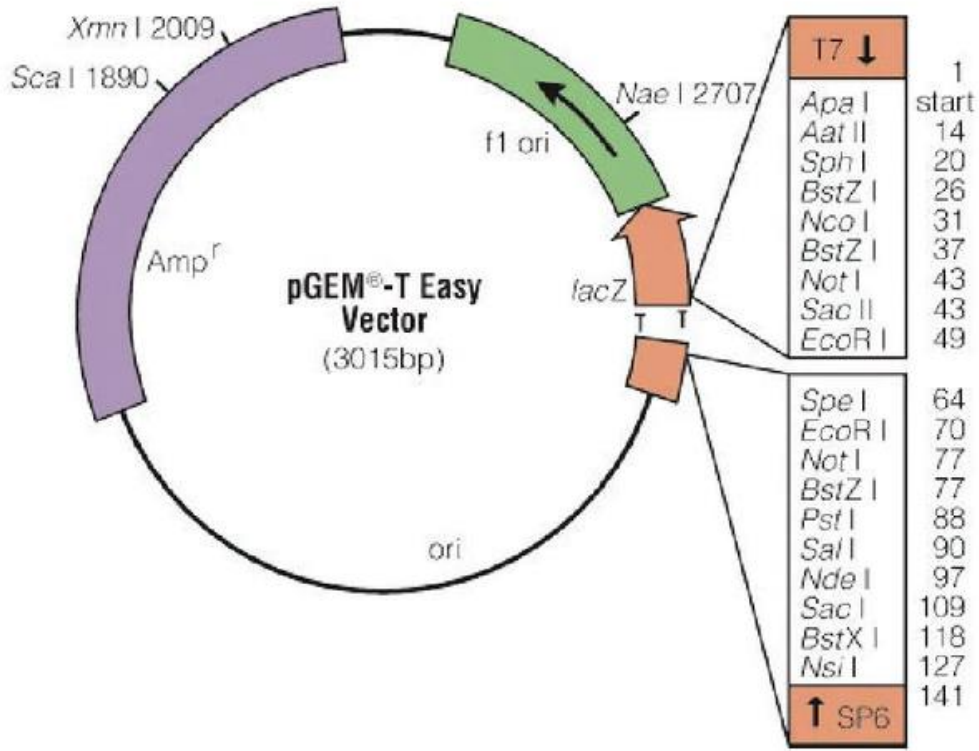 Xmn I 2009
Sca I 1890
Nae I 2707
f1 ori
Ampʳ
pGEM®-T Easy
Vector
(3015bp)
lacZ
T T
ori
T7 ↓
1
start
Apa I 14
Aat II 20
Sph I 26
BstZ I 31
Nco I 37
BstZ I 43
Not I 43
Sac II 49
EcoR I
Spe I 64
EcoR I 70
Not I 77
BstZ I 77
Pst I 88
Sal I 90
Nde I 97
Sac I 109
BstX I 118
Nsi I 127
141
↑ SP6